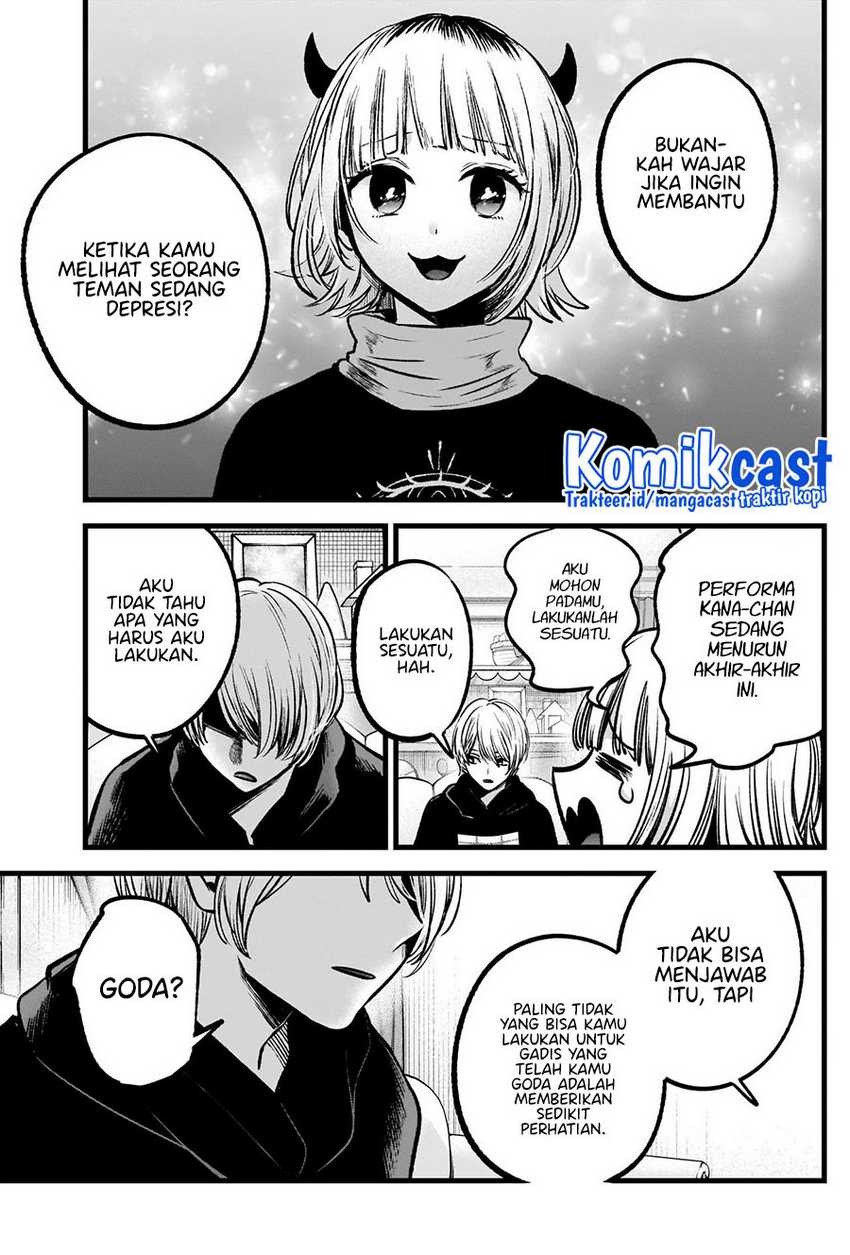 BUKAN-
KAH WAJAR
JIKA INGIN
MEMBANTU
KETIKA KAMU
MELIHAT SEORANG
TEMAN SEDANG
DEPRESI?
Komikcast
Trakteer.id/mangacast traktir kopi
PERFORMA
KANA-CHAN
SEDANG
MENURUN
AKHIR-AKHIR
INI.
AKU
MOHON
PADAMU,
LAKUKANLAH
SESUATU.
LAKUKAN
SESUATU,
HAH.
AKU
TIDAK TAHU
APA YANG
HARUS AKU
LAKUKAN.
AKU
TIDAK BISA
MENJAWAB
ITU, TAPI
PALING TIDAK
YANG BISA KAMU
LAKUKAN UNTUK
GADIS YANG
TELAH KAMU
GODA ADALAH
MEMBERIKAN
SEDIKIT
PERHATIAN.
GODA?